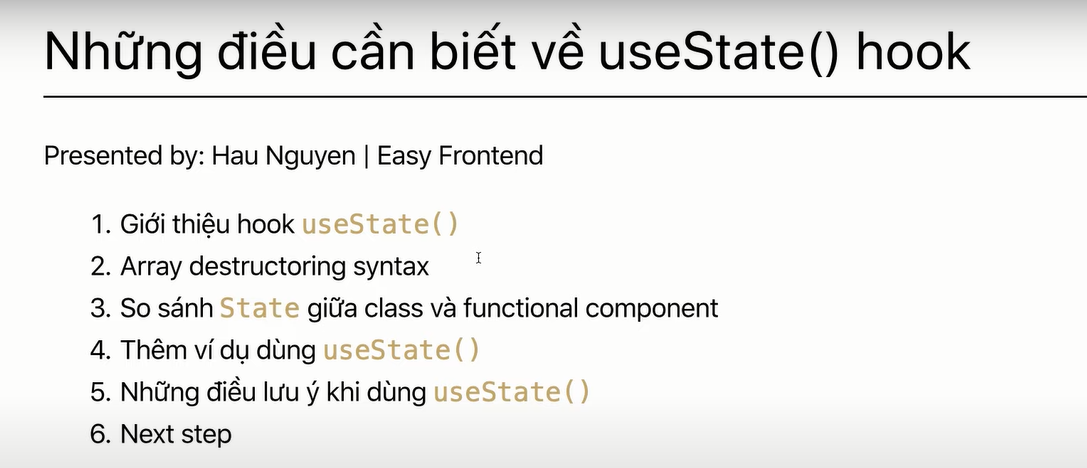 Những điều cần biết về useState() hook
Presented by: Hau Nguyen | Easy Frontend
1. Giới thiệu hook useState()
2. Array destructoring syntax
3. So sánh State giữa class và functional component
4. Thêm ví dụ dùng useState()
5. Những điều lưu ý khi dùng useState()
6. Next step